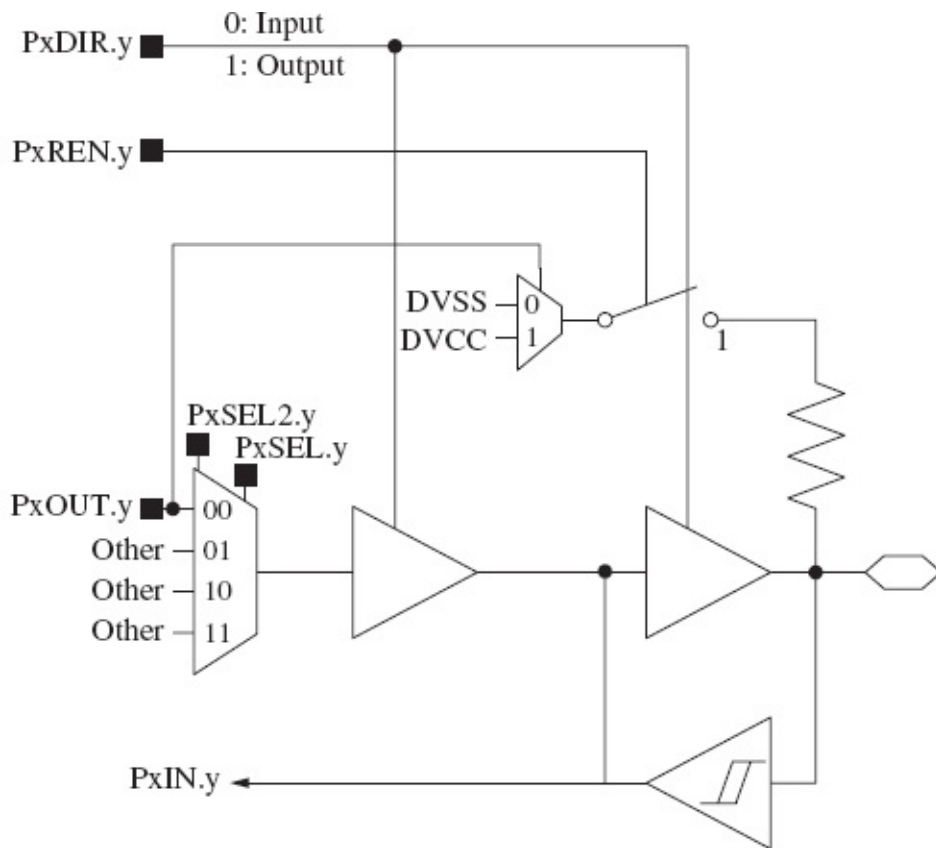 PxDIR.y
0: Input
1: Output
PxREN.y
DVSS
0
DVCC
1
1
PxSEL2.y
PxSEL.y
PxOUT.y
00
Other
01
Other
10
Other
11
PxIN.y